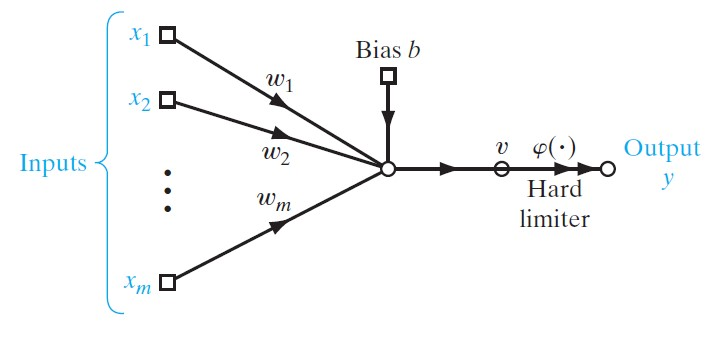 x₁
x₂
xₘ
Inputs
w₁
w₂
wₘ
Bias b
v
φ(·)
Hard
limiter
Output
y